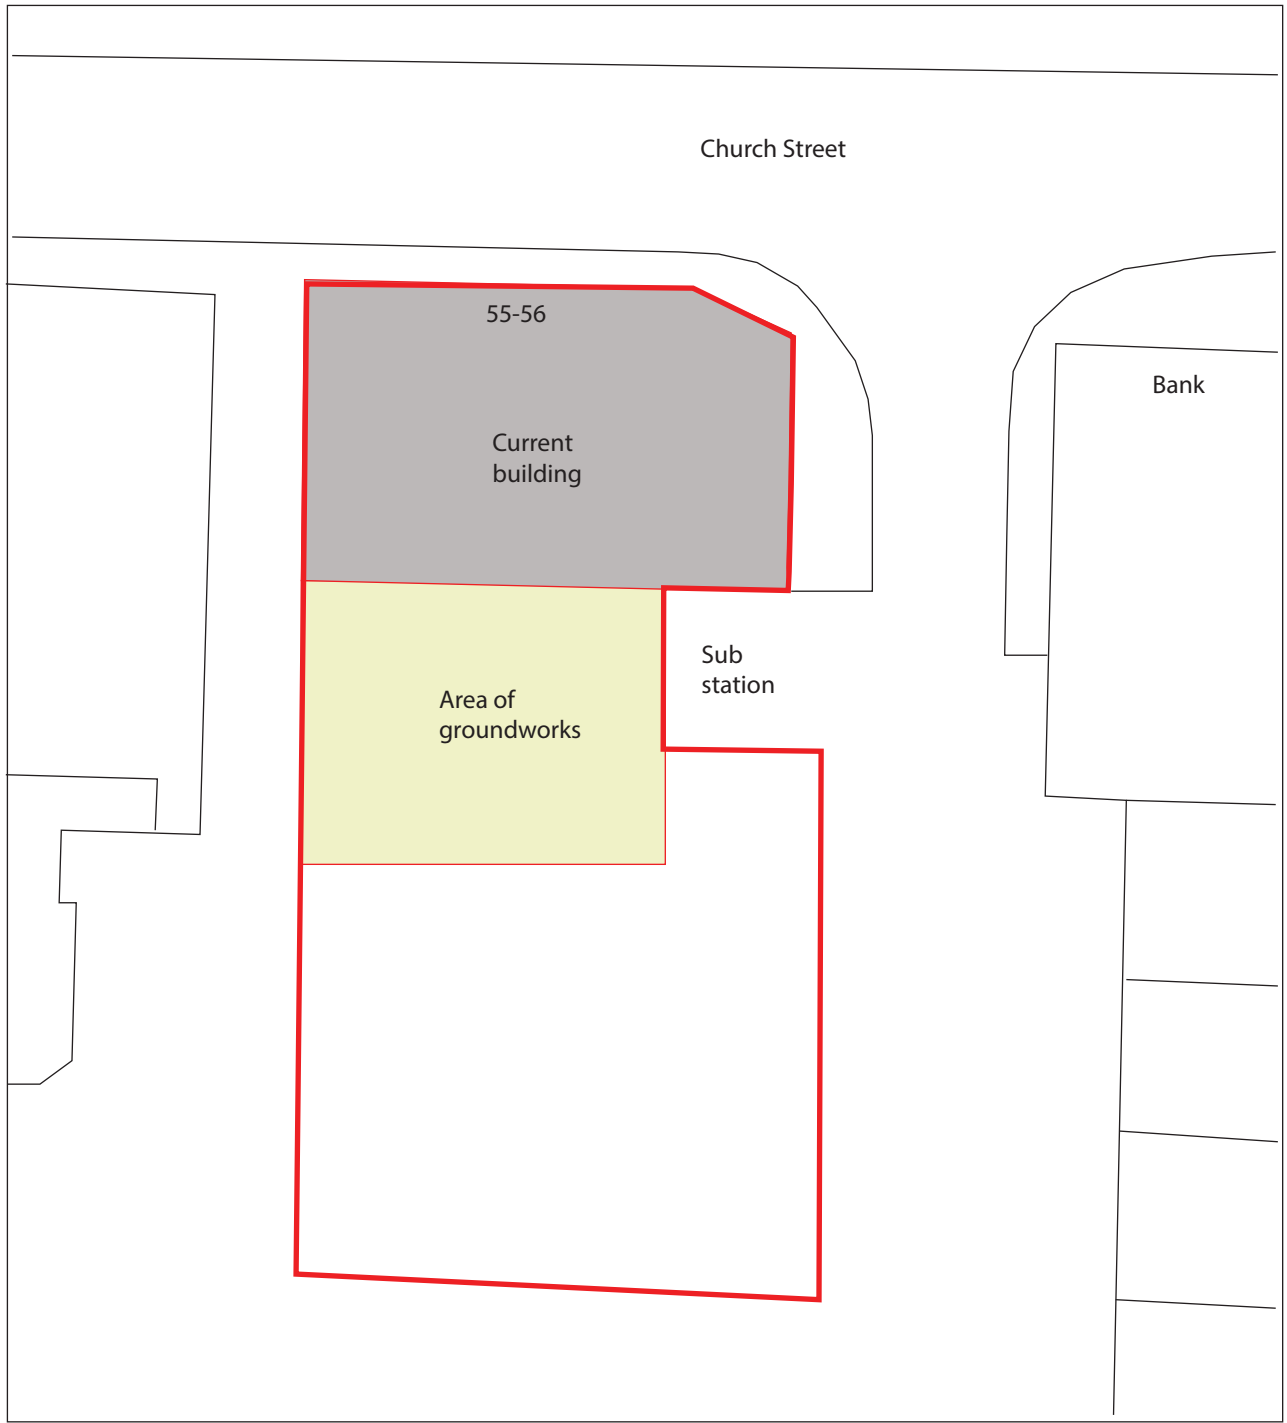 Church Street
55-56
Bank
Current
building
Sub
station
Area of
groundworks